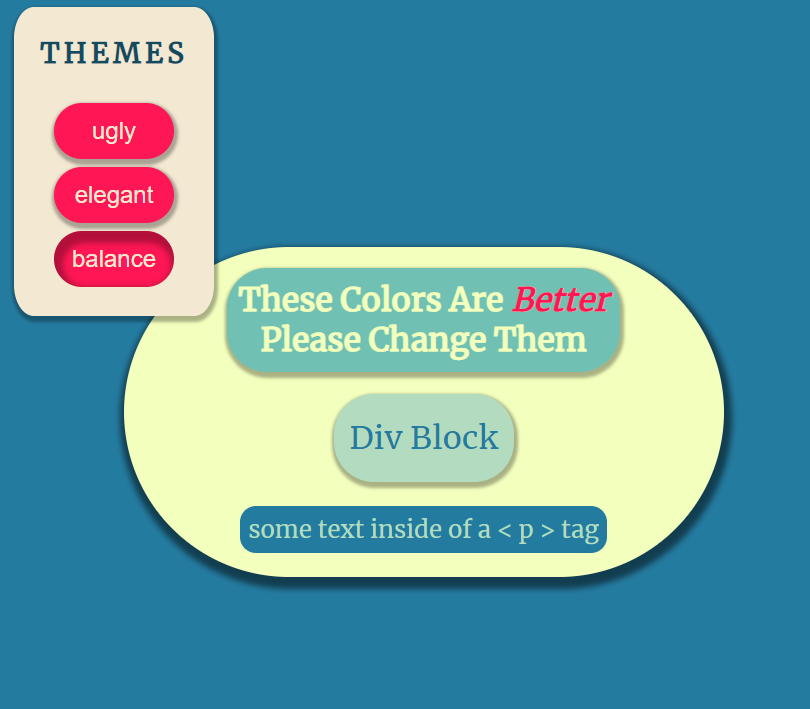 THEMES
ugly
elegant
balance
These Colors Are Better
Please Change Them
Div Block
some text inside of a < p > tag